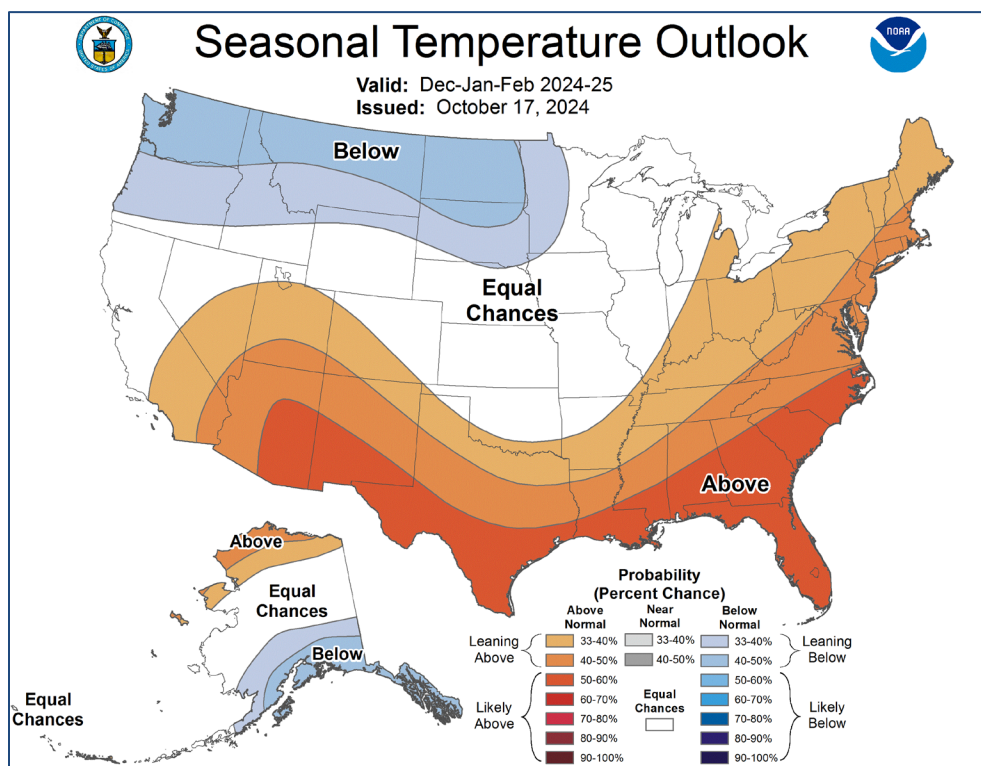 Seasonal Temperature Outlook
NOAA
Valid: Dec-Jan-Feb 2024-25
Issued: October 17, 2024
Below
Equal
Chances
Above
Above
Equal
Chances
Below
Equal
Chances
Probability
(Percent Chance)
Above
Normal
Near
Normal
Below
Normal
Leaning
Above
33-40%
40-50%
33-40%
40-50%
33-40%
40-50%
Leaning
Below
Likely
Above
50-60%
60-70%
70-80%
80-90%
90-100%
Equal
Chances
50-60%
60-70%
70-80%
80-90%
90-100%
Likely
Below